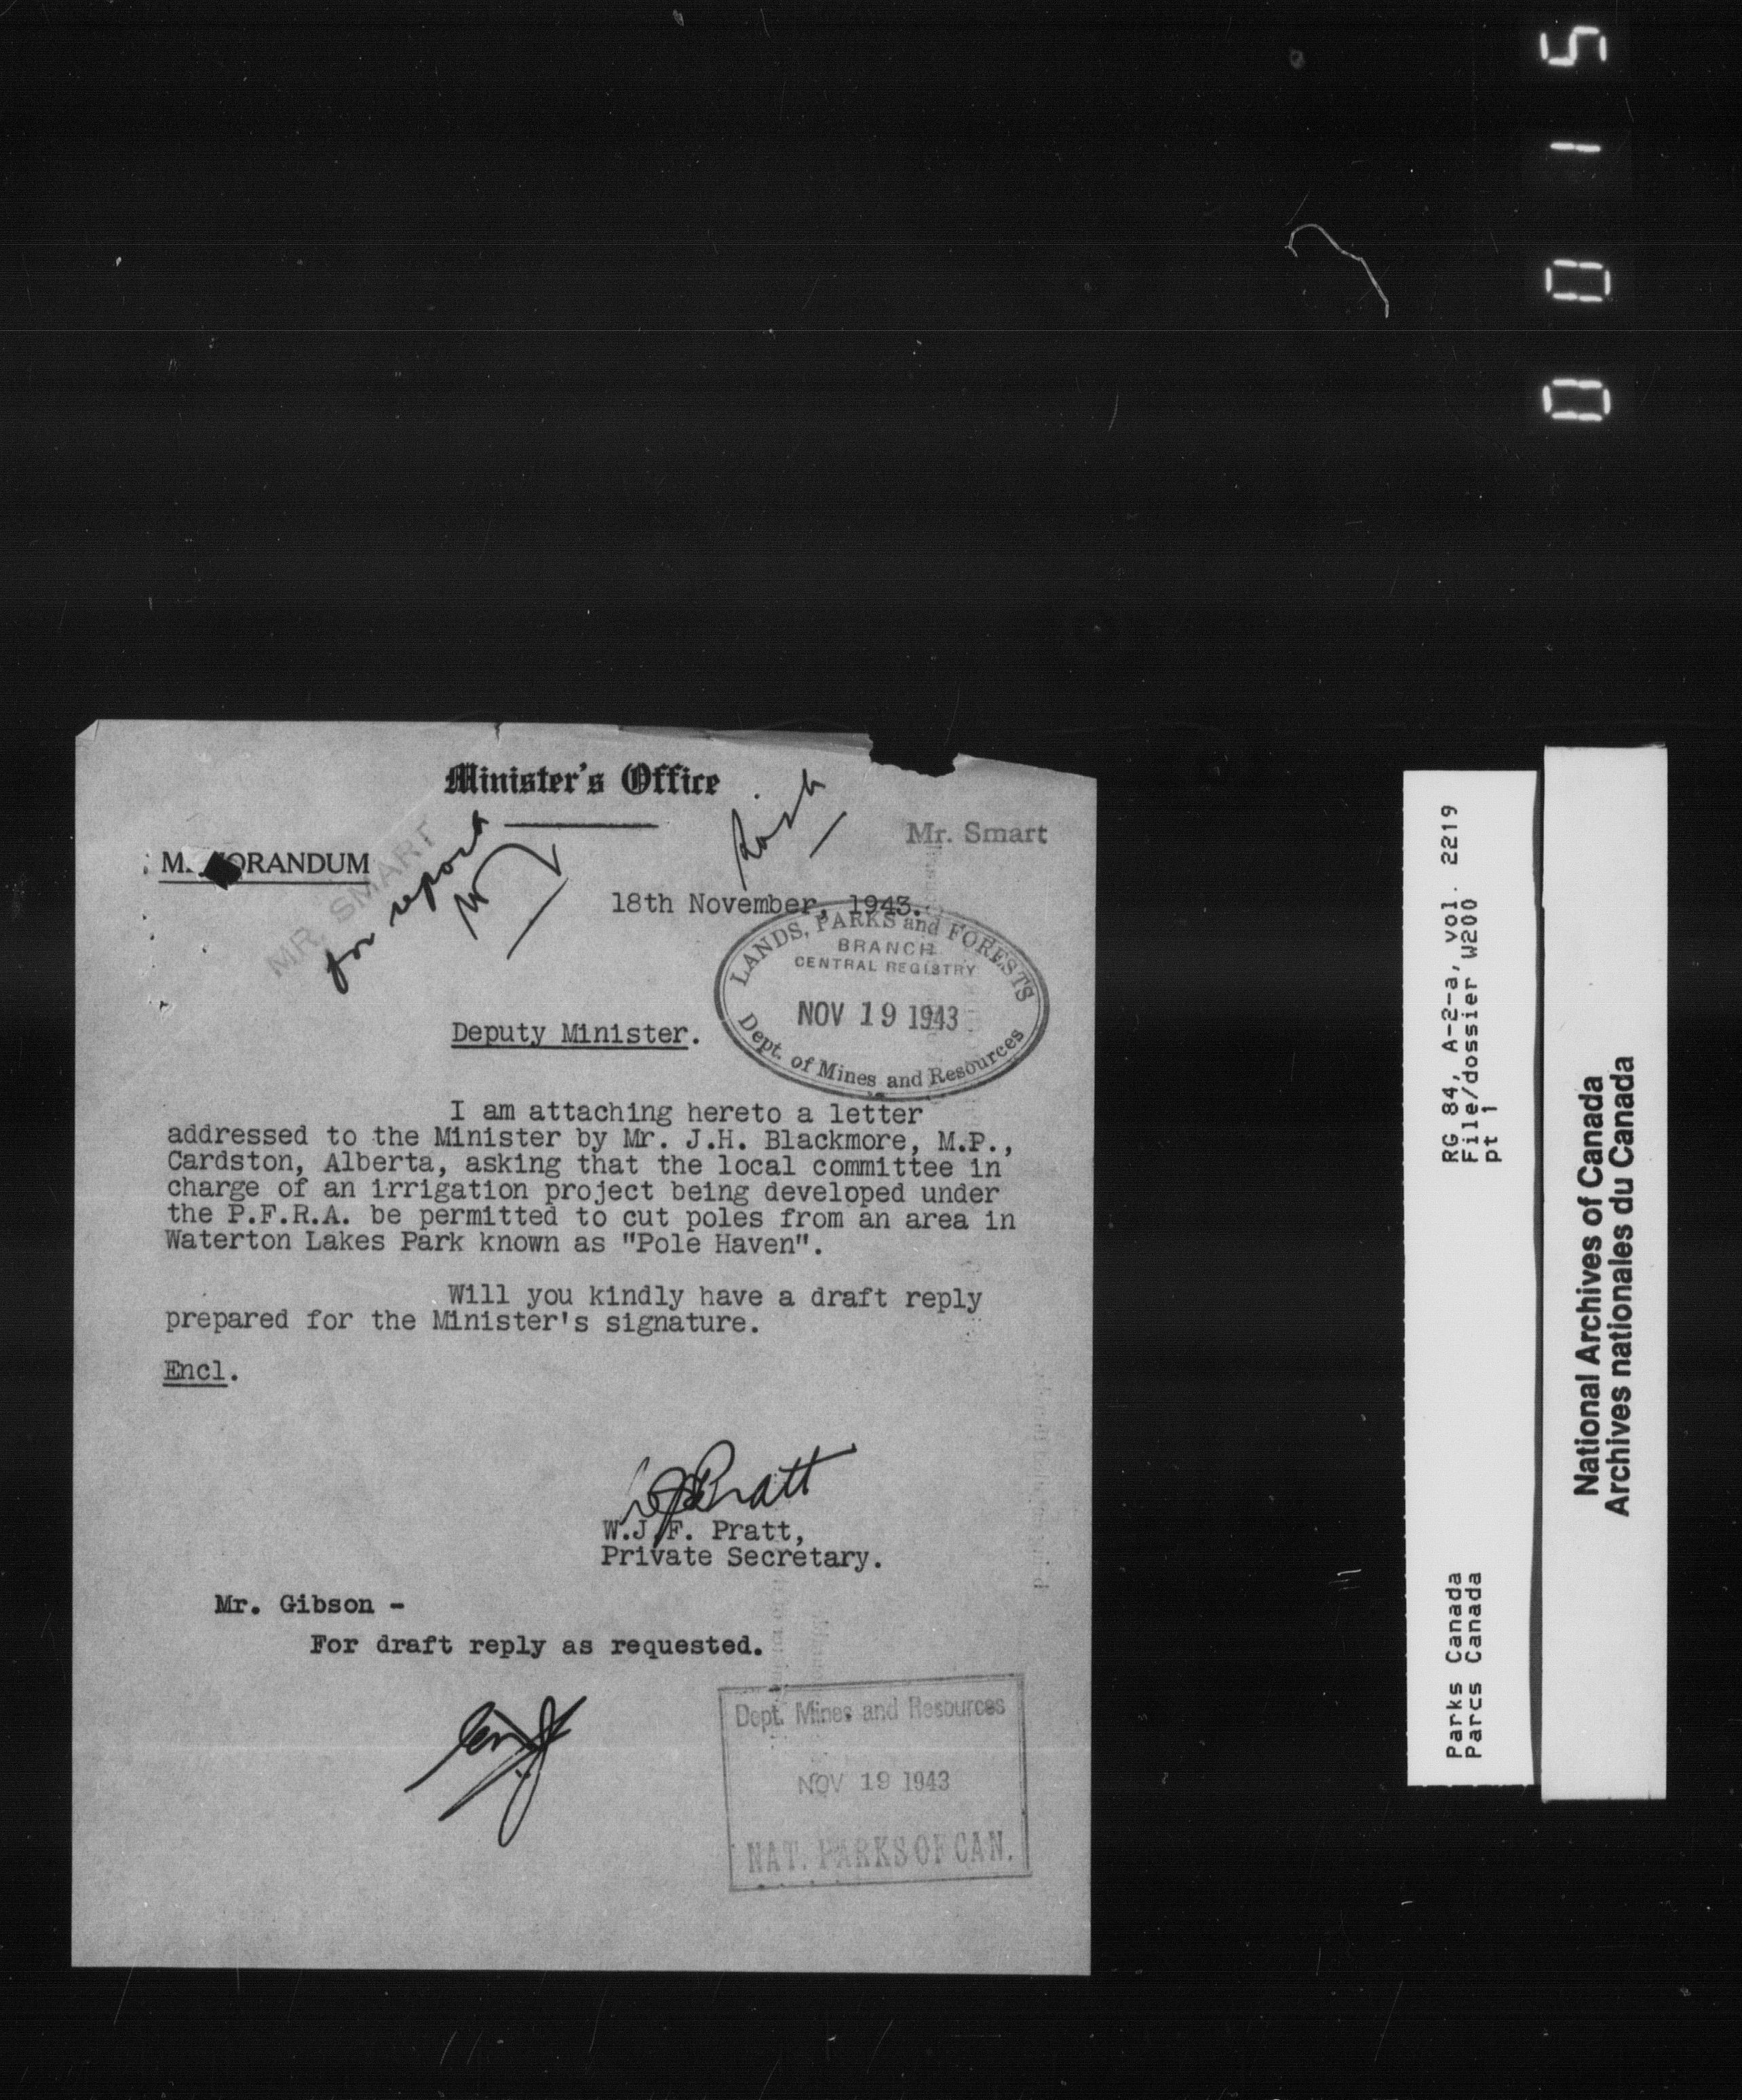 00115
Minister's Office
Mr. Smart
M. ORANDUM
MR. SMART
for report
18th November, 1943.
LANDS, PARKS and FORESTS
BRANCH
CENTRAL REGISTRY
NOV 19 1943
Dept. of Mines and Resources
Deputy Minister.
I am attaching hereto a letter
addressed to the Minister by Mr. J.H. Blackmore, M.P.,
Cardston, Alberta, asking that the local committee in
charge of an irrigation project being developed under
the P.F.R.A. be permitted to cut poles from an area in
Waterton Lakes Park known as "Pole Haven".
Will you kindly have a draft reply
prepared for the Minister's signature.
Encl.
WJFPratt
W.J.F. Pratt,
Private Secretary.
Mr. Gibson -
For draft reply as requested.
Dept. Mines and Resources
NOV 19 1943
NAT. PARKS OF CAN.
RG 84, A-2-a, vol. 2219
File/dossier W200
pt 1
Parks Canada
Parcs Canada
National Archives of Canada
Archives nationales du Canada